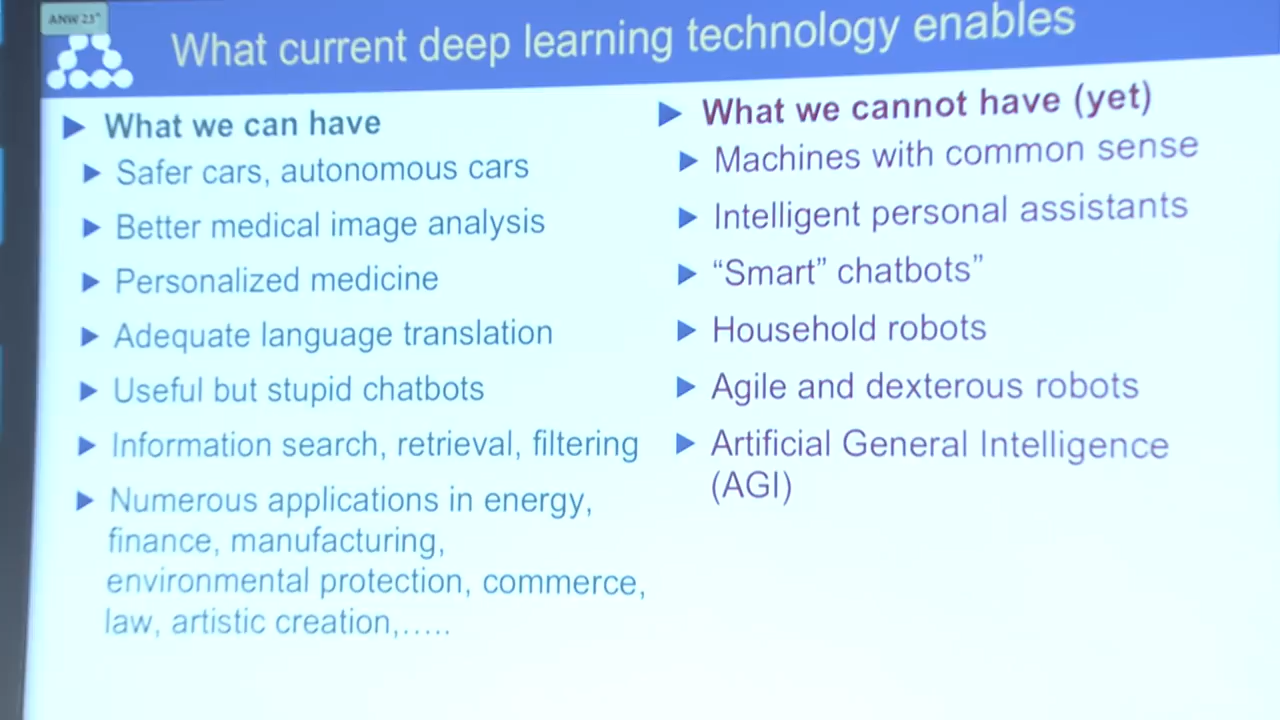 ANW 23"
What current deep learning technology enables
What we can have
Safer cars, autonomous cars
Better medical image analysis
Personalized medicine
Adequate language translation
Useful but stupid chatbots
Information search, retrieval, filtering
Numerous applications in energy,
finance, manufacturing,
environmental protection, commerce,
law, artistic creation,.....
What we cannot have (yet)
Machines with common sense
Intelligent personal assistants
“Smart” chatbots”
Household robots
Agile and dexterous robots
Artificial General Intelligence
(AGI)